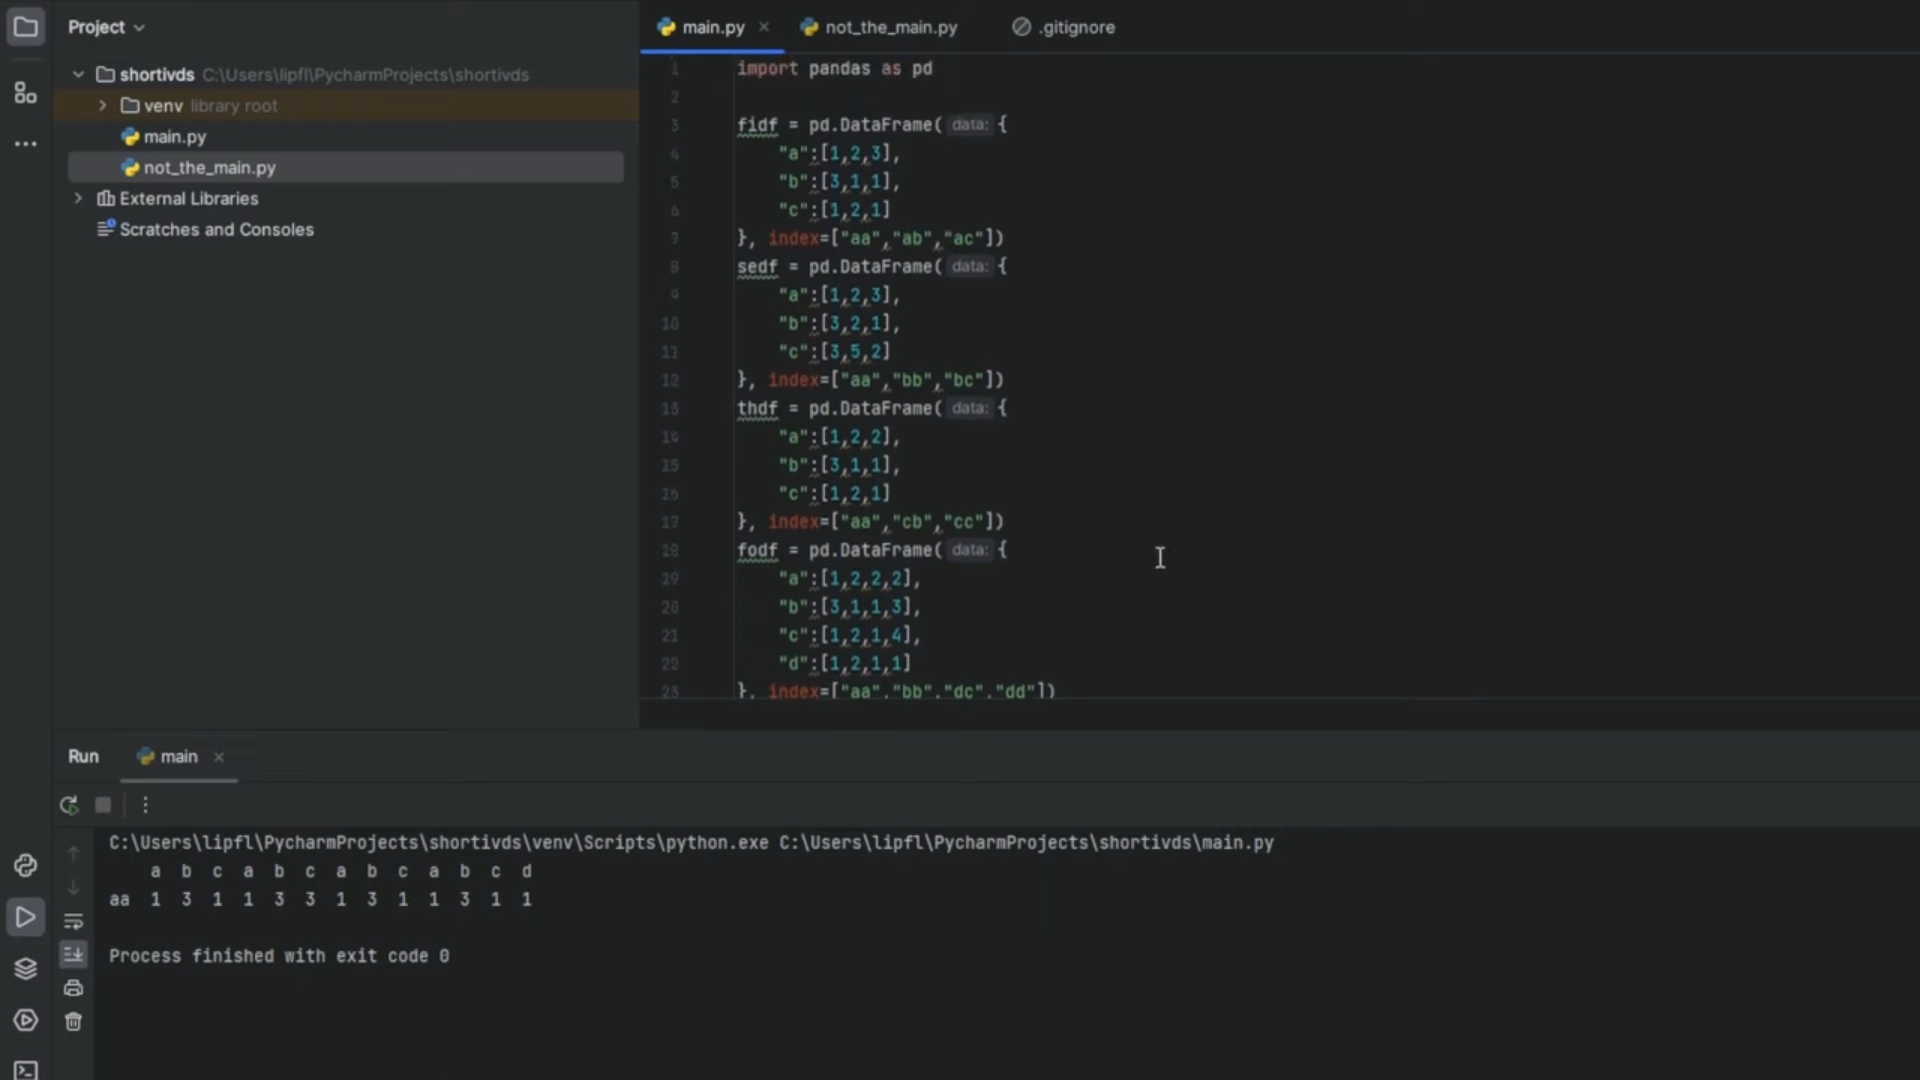 Project
shortivds C:\Users\lipfl\PycharmProjects\shortivds
venv library root
main.py
not_the_main.py
External Libraries
Scratches and Consoles
main.py
not_the_main.py
.gitignore
1 import pandas as pd
2
3 fidf = pd.DataFrame( data: {
4 "a":[1,2,3],
5 "b":[3,1,1],
6 "c":[1,2,1]
7 }, index=["aa","ab","ac"])
8 sedf = pd.DataFrame( data: {
9 "a":[1,2,3],
10 "b":[3,2,1],
11 "c":[3,5,2]
12 }, index=["aa","bb","bc"])
13 thdf = pd.DataFrame( data: {
14 "a":[1,2,2],
15 "b":[3,1,1],
16 "c":[1,2,1]
17 }, index=["aa","cb","cc"])
18 fodf = pd.DataFrame( data: {
19 "a":[1,2,2,2],
20 "b":[3,1,1,3],
21 "c":[1,2,1,4],
22 "d":[1,2,1,1]
23 }, index=["aa","bb","dc","dd"])
Run main
C:\Users\lipfl\PycharmProjects\shortivds\venv\Scripts\python.exe C:\Users\lipfl\PycharmProjects\shortivds\main.py
a b c a b c a b c a b c d
aa 1 3 1 1 3 3 1 3 1 1 3 1 1
Process finished with exit code 0